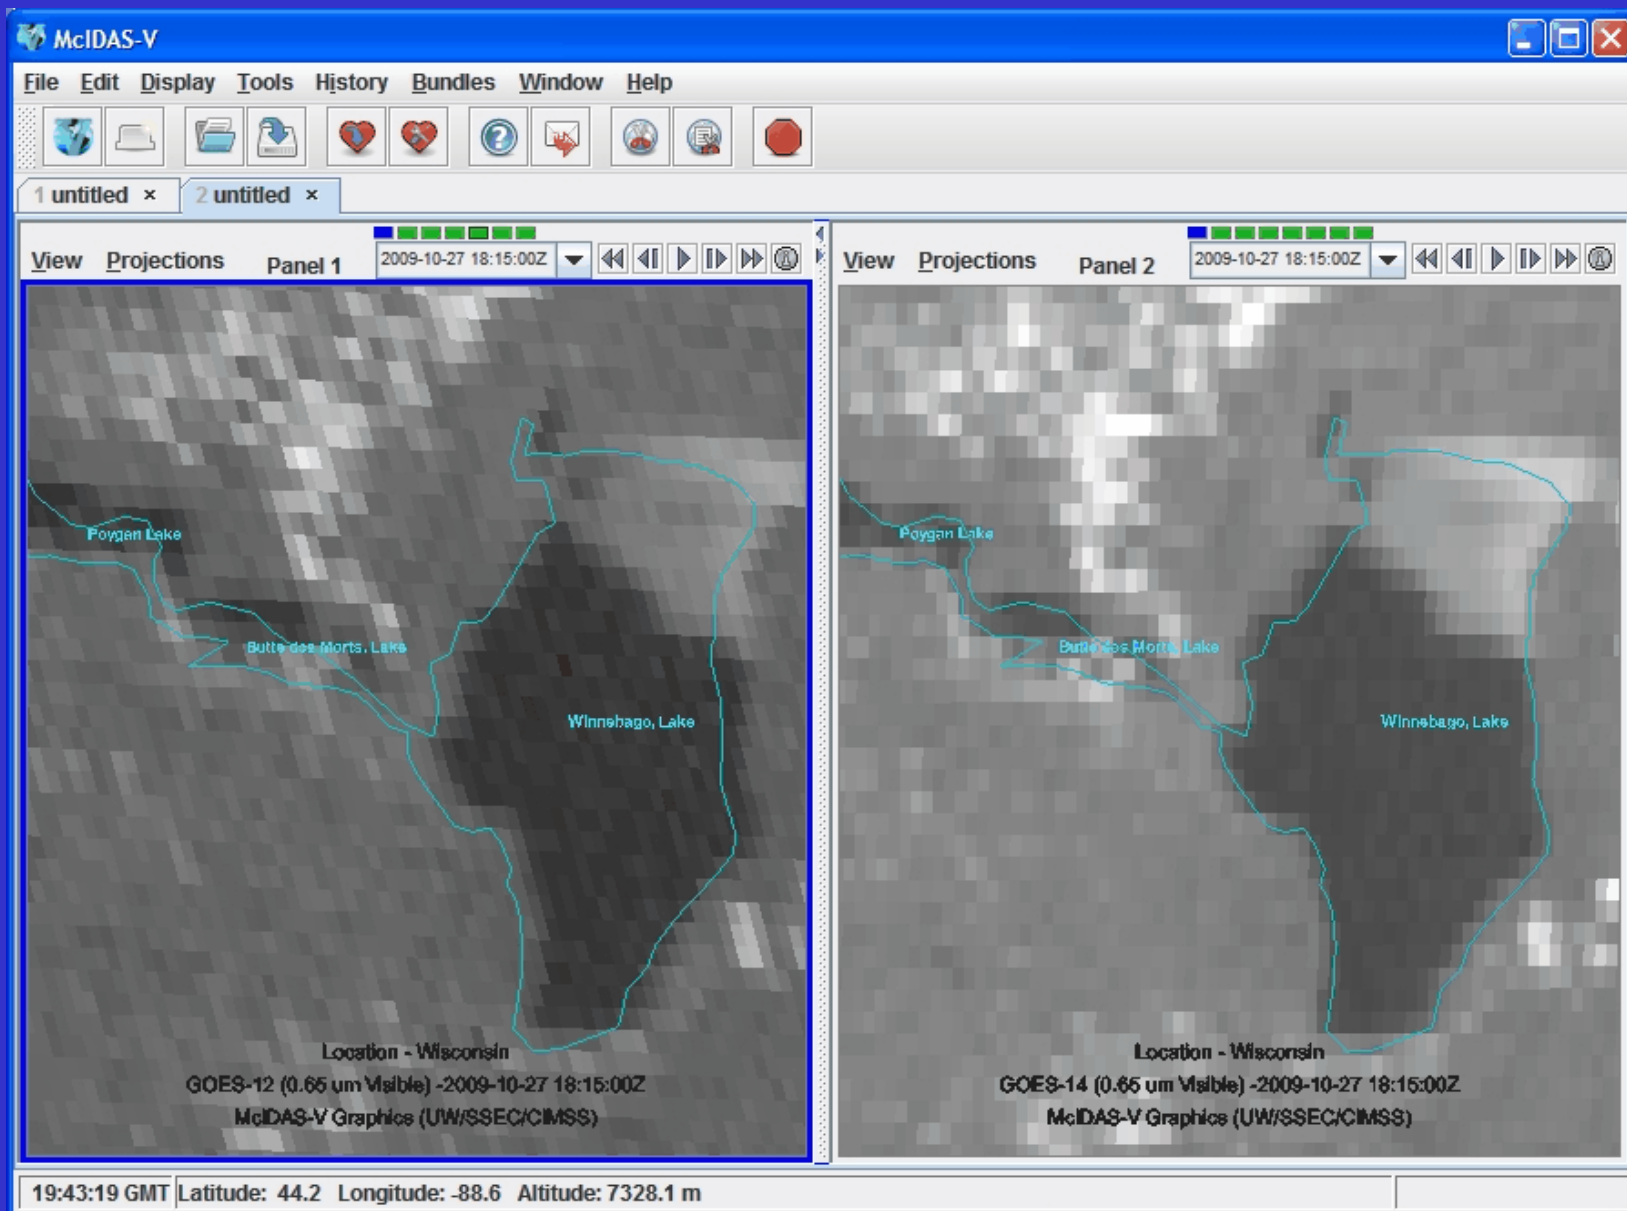 McIDAS-V
File Edit Display Tools History Bundles Window Help
1 untitled × 2 untitled ×
View Projections Panel 1 2009-10-27 18:15:00Z
View Projections Panel 2 2009-10-27 18:15:00Z
Poygan Lake
Butte des Morts, Lake
Winnebago, Lake
Location - Wisconsin
GOES-12 (0.65 um Visible) -2009-10-27 18:15:00Z
McIDAS-V Graphics (UW/SSEC/CIMSS)
Poygan Lake
Butte des Morts, Lake
Winnebago, Lake
Location - Wisconsin
GOES-14 (0.65 um Visible) -2009-10-27 18:15:00Z
McIDAS-V Graphics (UW/SSEC/CIMSS)
19:43:19 GMT Latitude: 44.2 Longitude: -88.6 Altitude: 7328.1 m